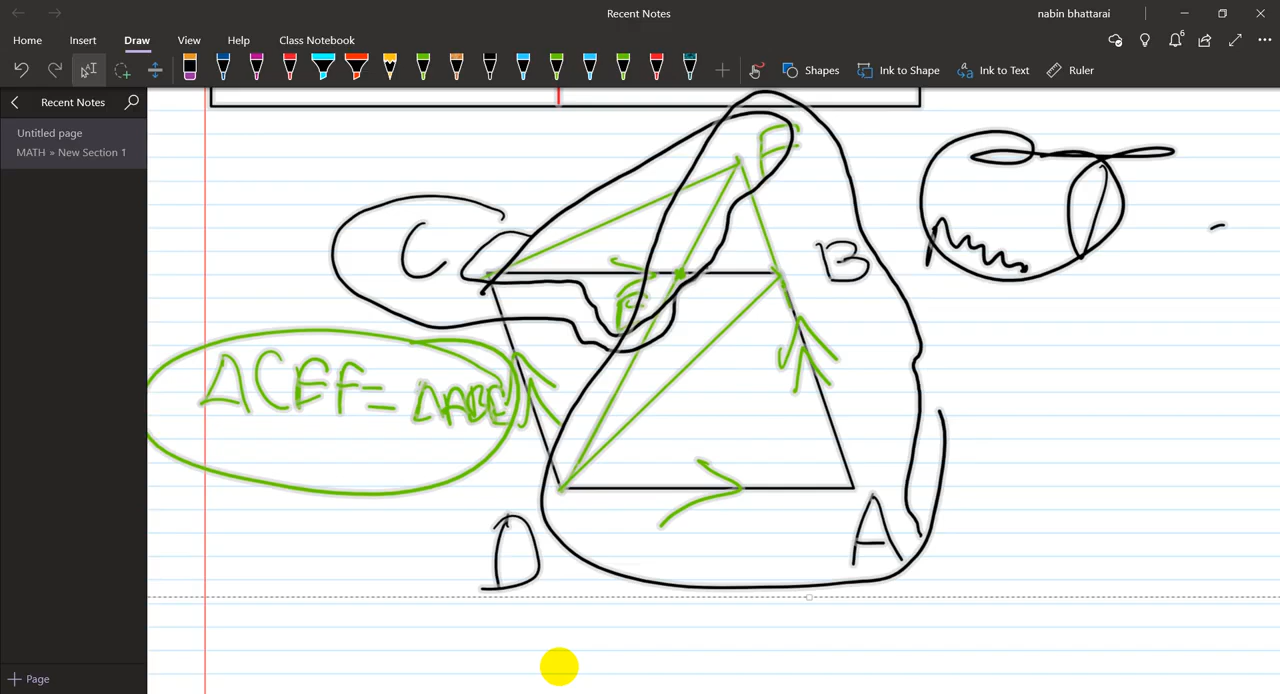 Recent Notes
nabin bhattarai
Home Insert Draw View Help Class Notebook
6
Shapes Ink to Shape Ink to Text Ruler
Recent Notes
Untitled page
MATH » New Section 1
E
C
B
F
ΔCEF =
D
A
Page